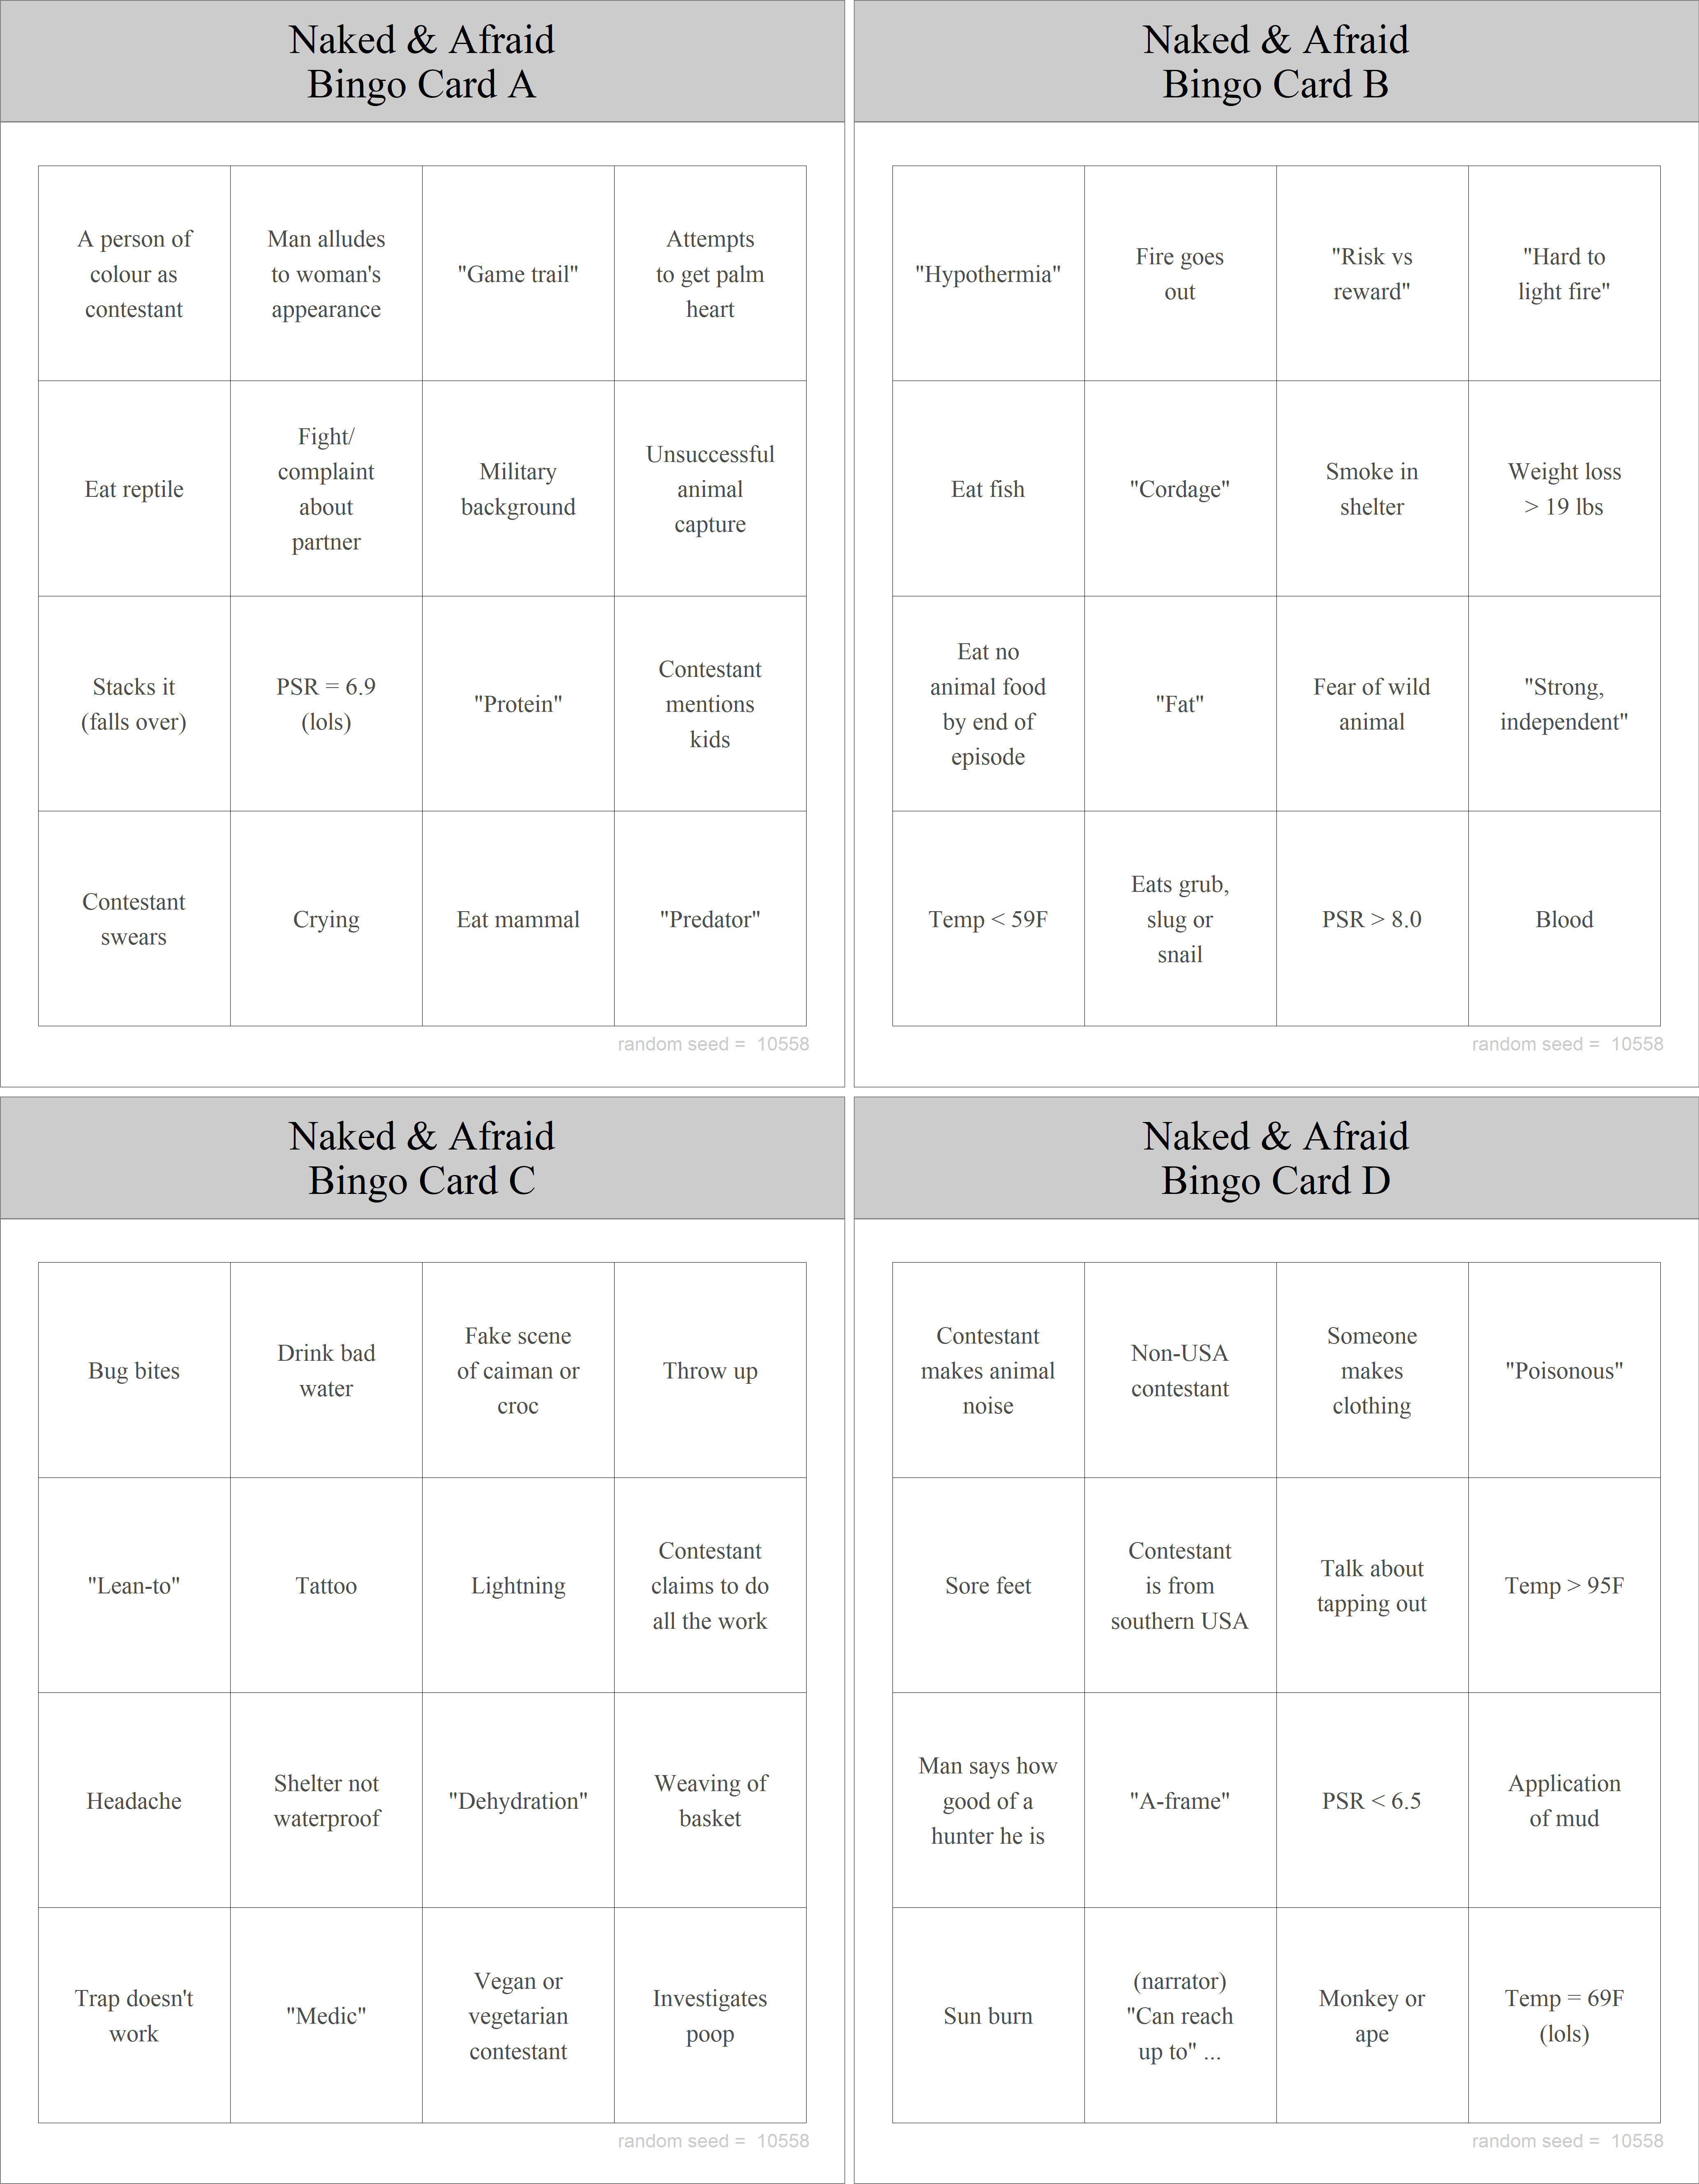 Naked & Afraid
Bingo Card A
A person of
colour as
contestant
Man alludes
to woman's
appearance
"Game trail"
Attempts
to get palm
heart
Eat reptile
Fight/
complaint
about
partner
Military
background
Unsuccessful
animal
capture
Stacks it
(falls over)
PSR = 6.9
(lols)
"Protein"
Contestant
mentions
kids
Contestant
swears
Crying
Eat mammal
"Predator"
random seed = 10558
Naked & Afraid
Bingo Card B
"Hypothermia"
Fire goes
out
"Risk vs
reward"
"Hard to
light fire"
Eat fish
"Cordage"
Smoke in
shelter
Weight loss
> 19 lbs
Eat no
animal food
by end of
episode
"Fat"
Fear of wild
animal
"Strong,
independent"
Temp < 59F
Eats grub,
slug or
snail
PSR > 8.0
Blood
random seed = 10558
Naked & Afraid
Bingo Card C
Bug bites
Drink bad
water
Fake scene
of caiman or
croc
Throw up
"Lean-to"
Tattoo
Lightning
Contestant
claims to do
all the work
Headache
Shelter not
waterproof
"Dehydration"
Weaving of
basket
Trap doesn't
work
"Medic"
Vegan or
vegetarian
contestant
Investigates
poop
random seed = 10558
Naked & Afraid
Bingo Card D
Contestant
makes animal
noise
Non-USA
contestant
Someone
makes
clothing
"Poisonous"
Sore feet
Contestant
is from
southern USA
Talk about
tapping out
Temp > 95F
Man says how
good of a
hunter he is
"A-frame"
PSR < 6.5
Application
of mud
Sun burn
(narrator)
"Can reach
up to" ...
Monkey or
ape
Temp = 69F
(lols)
random seed = 10558